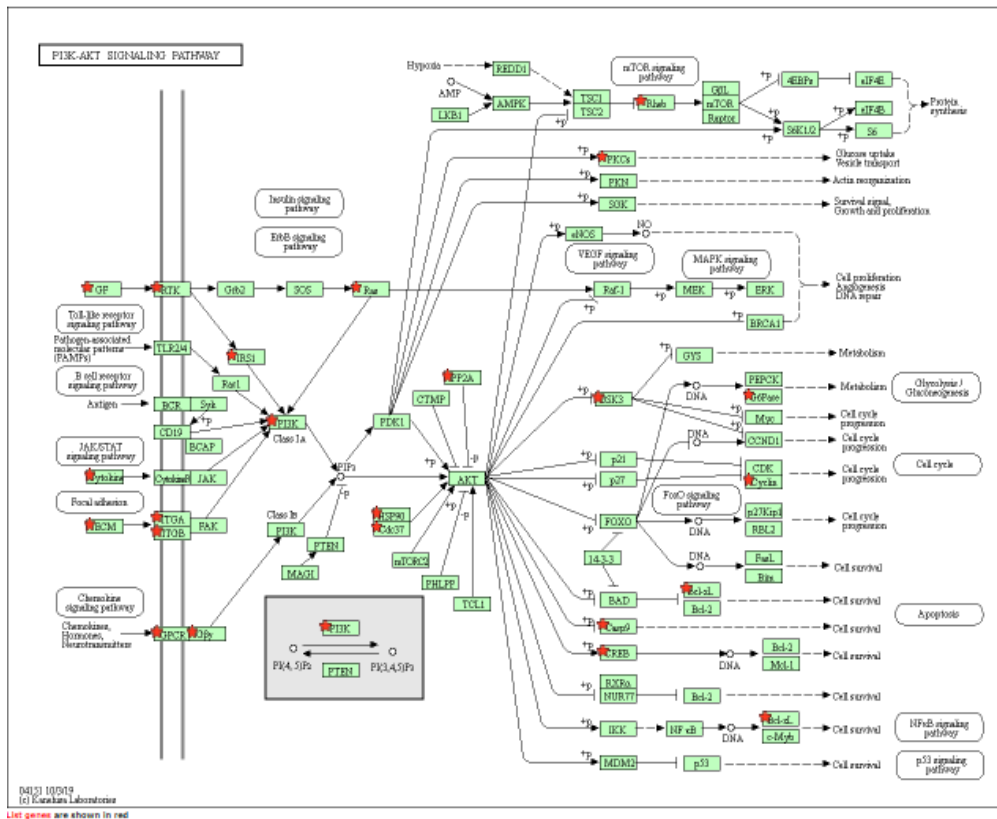 PI3K-AKT SIGNALING PATHWAY
Hypoxia
REDD1
mTOR signaling
pathway
AMP
LKB1
AMPK
TSC1
TSC2
+p
Rheb
GβL
mTOR
Raptor
+p
4EBPs
eIF4E
+p
+p
S6K1/2
+p
eIF4B
S6
Protein
synthesis
+p
PKCs
Glucose uptake
Vesicle transport
+p
PKN
Actin reorganization
+p
SGK
Survival signal,
Growth and proliferation
Insulin signaling
pathway
ErbB signaling
pathway
+p
eNOS
NO
VEGF signaling
pathway
MAPK signaling
pathway
GF
RTK
Grb2
SOS
Ras
Raf-1
+p
+p
MEK
+p
ERK
Cell proliferation
Angiogenesis
DNA repair
+p
BRCA1
Toll-like receptor
signaling pathway
Pathogen-associated
molecular patterns
(PAMPs)
TLR2/4
IRS1
Rac1
B cell receptor
signaling pathway
Antigen
BCR
Syk
+p
CD19
BCAP
PI3K
Class IA
PP2A
CTMP
PDK1
+p
-p
+p
GYS
Metabolism
+p
GSK3
DNA
PEPCK
G6Pase
Metabolism
Glycolysis /
Gluconeogenesis
Myc
Cell cycle
progression
DNA
CCND1
Cell cycle
progression
JAK/STAT
signaling pathway
Cytokine
CytokineR
JAK
PIP3
-p
AKT
+p
p21
+p
p27
CDK
Cyclin
Cell cycle
progression
Cell cycle
Focal adhesion
ECM
ITGA
ITGB
FAK
Class IB
PI3K
PTEN
MAGI
HSP90
Cdc37
+p
-p
mTORC2
PHLPP
TCL1
FoxO signaling
pathway
+p
FOXO
DNA
p27Kip1
RBL2
Cell cycle
progression
14-3-3
DNA
FasL
Bim
Cell survival
Chemokine
signaling pathway
Chemokines,
Hormones,
Neurotransmitters
GPCR
Gβγ
PI3K
PI(4,5)P2
PI(3,4,5)P3
PTEN
+p
BAD
Bcl-xL
Bcl-2
Cell survival
Apoptosis
+p
Casp9
Cell survival
+p
CREB
DNA
Bcl-2
Mcl-1
Cell survival
+p
RXRα
NUR77
Bcl-2
Cell survival
+p
IKK
NFκB
DNA
Bcl-xL
c-Myb
Cell survival
NFκB signaling
pathway
+p
MDM2
p53
Cell survival
p53 signaling
pathway
04151 10/3/19
(c) Kanehisa Laboratories
List genes are shown in red